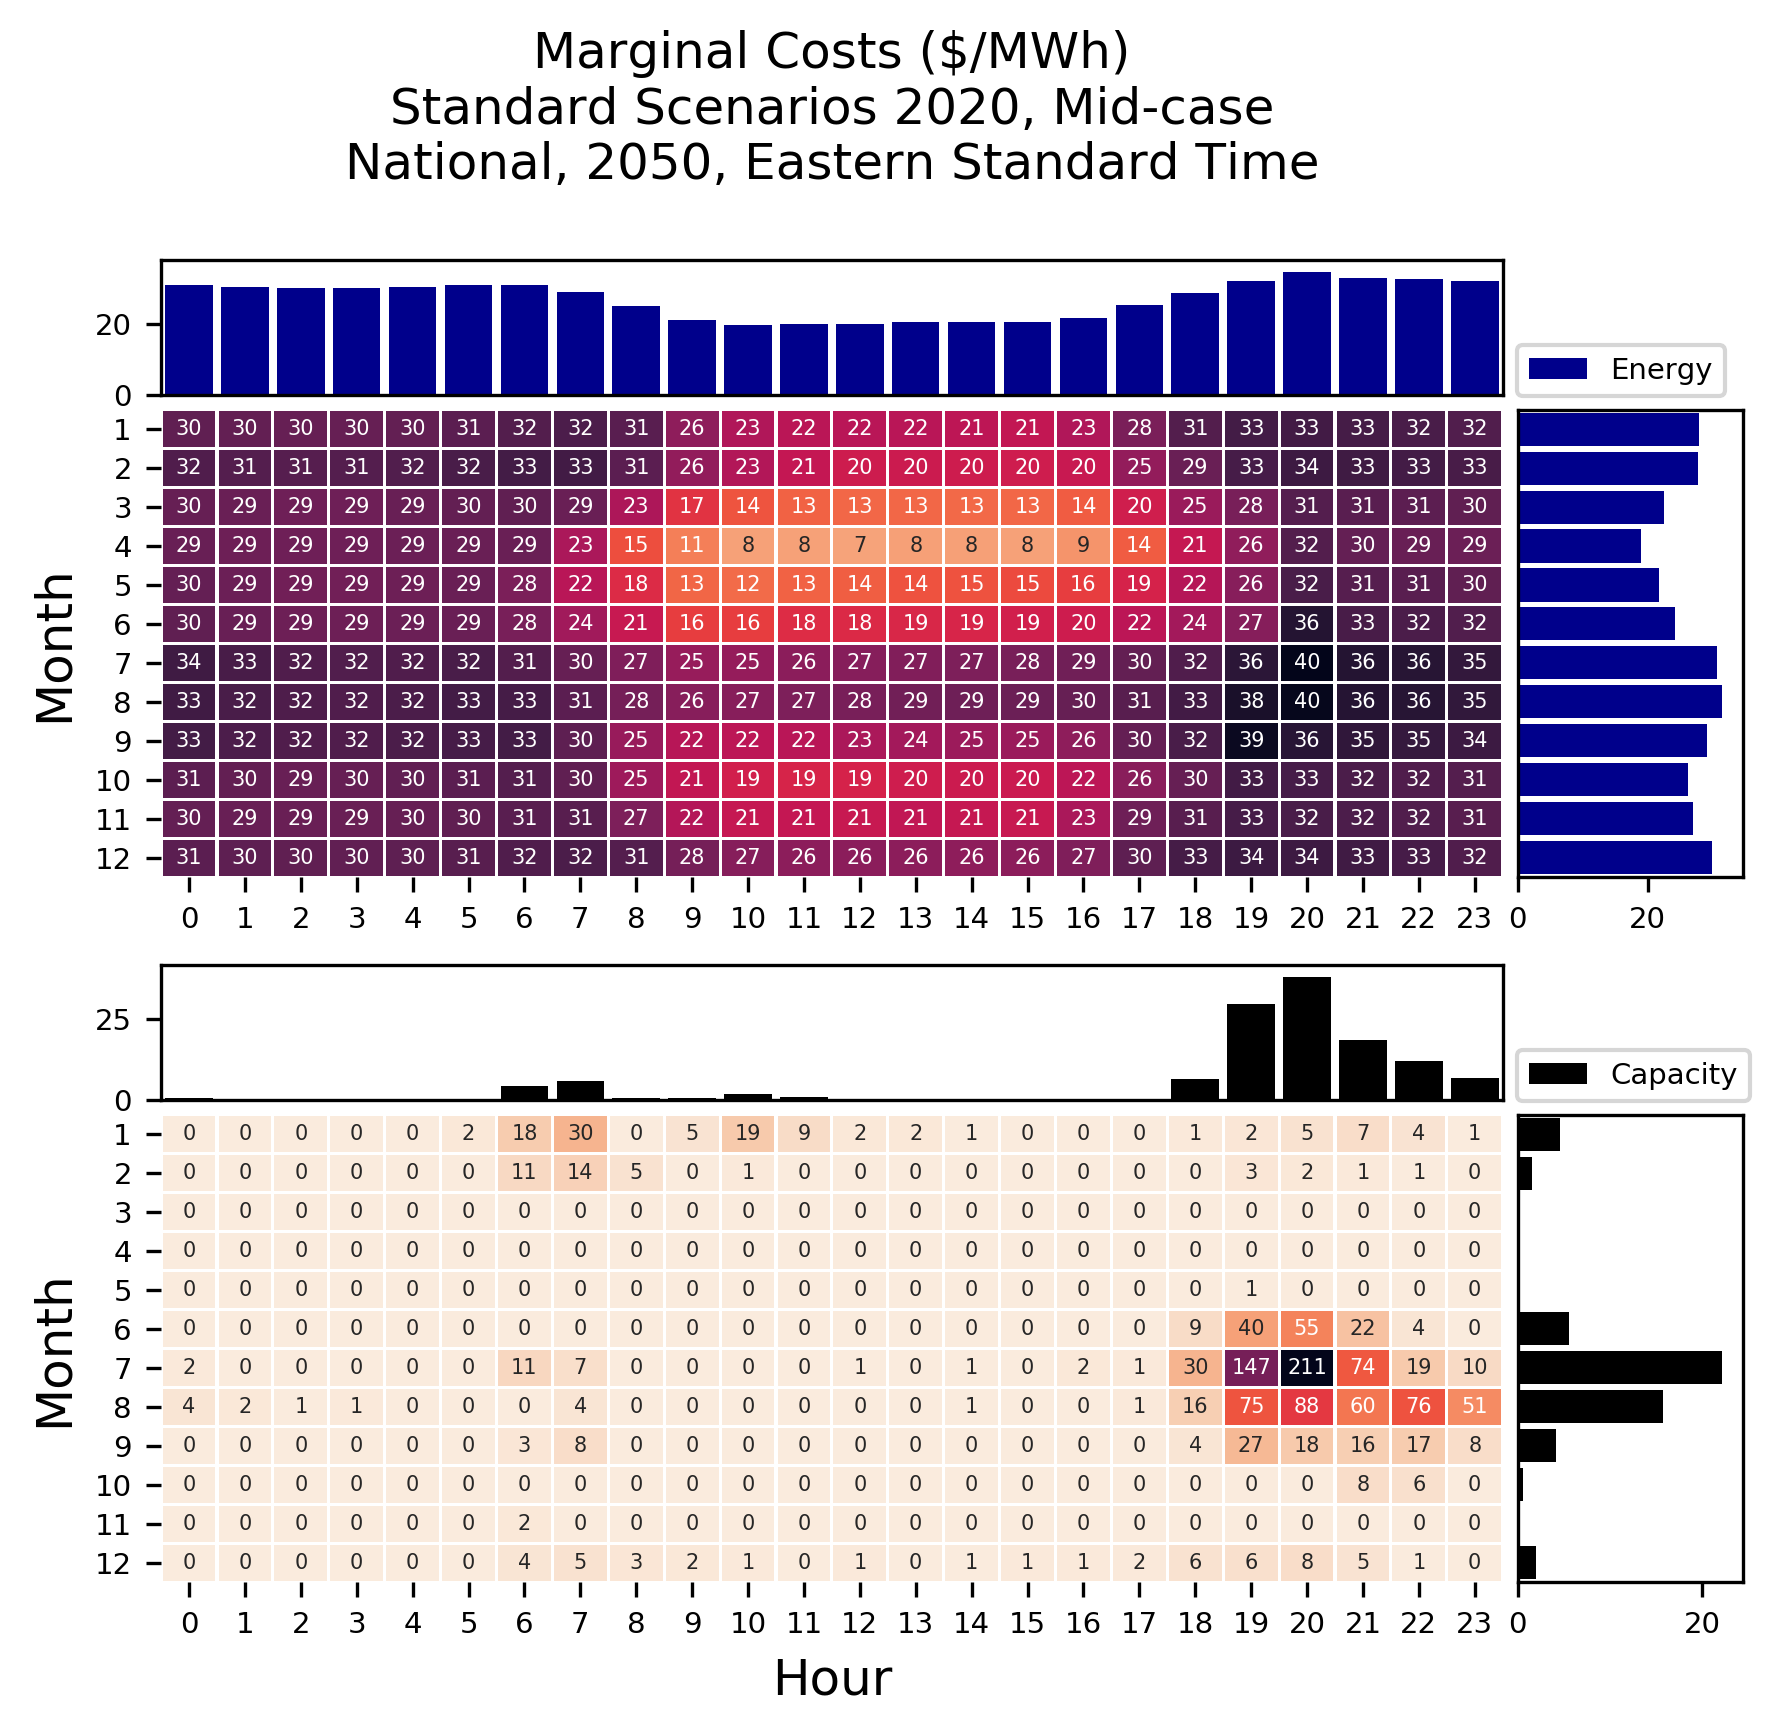 Marginal Costs ($/MWh)
Standard Scenarios 2020, Mid-case
National, 2050, Eastern Standard Time
20
0
Energy
Month
1 30 30 30 30 30 31 32 32 31 26 23 22 22 22 21 21 23 28 31 33 33 33 32 32
2 32 31 31 31 32 32 33 33 31 26 23 21 20 20 20 20 20 25 29 33 34 33 33 33
3 30 29 29 29 29 30 30 29 23 17 14 13 13 13 13 13 14 20 25 28 31 31 31 30
4 29 29 29 29 29 29 29 23 15 11 8 8 7 8 8 8 9 14 21 26 32 30 29 29
5 30 29 29 29 29 29 28 22 18 13 12 13 14 14 15 15 16 19 22 26 32 31 31 30
6 30 29 29 29 29 29 28 24 21 16 16 18 18 19 19 19 20 22 24 27 36 33 32 32
7 34 33 32 32 32 32 31 30 27 25 25 26 27 27 27 28 29 30 32 36 40 36 36 35
8 33 32 32 32 32 33 33 31 28 26 27 27 28 29 29 29 30 31 33 38 40 36 36 35
9 33 32 32 32 32 33 33 30 25 22 22 22 23 24 25 25 26 30 32 39 36 35 35 34
10 31 30 29 30 30 31 31 30 25 21 19 19 19 20 20 20 22 26 30 33 33 32 32 31
11 30 29 29 29 30 30 31 31 27 22 21 21 21 21 21 21 23 29 31 33 32 32 32 31
12 31 30 30 30 30 31 32 32 31 28 27 26 26 26 26 26 27 30 33 34 34 33 33 32
0 1 2 3 4 5 6 7 8 9 10 11 12 13 14 15 16 17 18 19 20 21 22 23
0 20
25
0
Capacity
Month
1 0 0 0 0 0 2 18 30 0 5 19 9 2 2 1 0 0 0 1 2 5 7 4 1
2 0 0 0 0 0 0 11 14 5 0 1 0 0 0 0 0 0 0 0 3 2 1 1 0
3 0 0 0 0 0 0 0 0 0 0 0 0 0 0 0 0 0 0 0 0 0 0 0 0
4 0 0 0 0 0 0 0 0 0 0 0 0 0 0 0 0 0 0 0 0 0 0 0 0
5 0 0 0 0 0 0 0 0 0 0 0 0 0 0 0 0 0 0 0 1 0 0 0 0
6 0 0 0 0 0 0 0 0 0 0 0 0 0 0 0 0 0 0 9 40 55 22 4 0
7 2 0 0 0 0 0 11 7 0 0 0 0 1 0 1 0 2 1 30 147 211 74 19 10
8 4 2 1 1 0 0 0 4 0 0 0 0 0 0 1 0 0 1 16 75 88 60 76 51
9 0 0 0 0 0 0 3 8 0 0 0 0 0 0 0 0 0 0 4 27 18 16 17 8
10 0 0 0 0 0 0 0 0 0 0 0 0 0 0 0 0 0 0 0 0 0 8 6 0
11 0 0 0 0 0 0 2 0 0 0 0 0 0 0 0 0 0 0 0 0 0 0 0 0
12 0 0 0 0 0 0 4 5 3 2 1 0 1 0 1 1 1 2 6 6 8 5 1 0
0 1 2 3 4 5 6 7 8 9 10 11 12 13 14 15 16 17 18 19 20 21 22 23
0 20
Hour